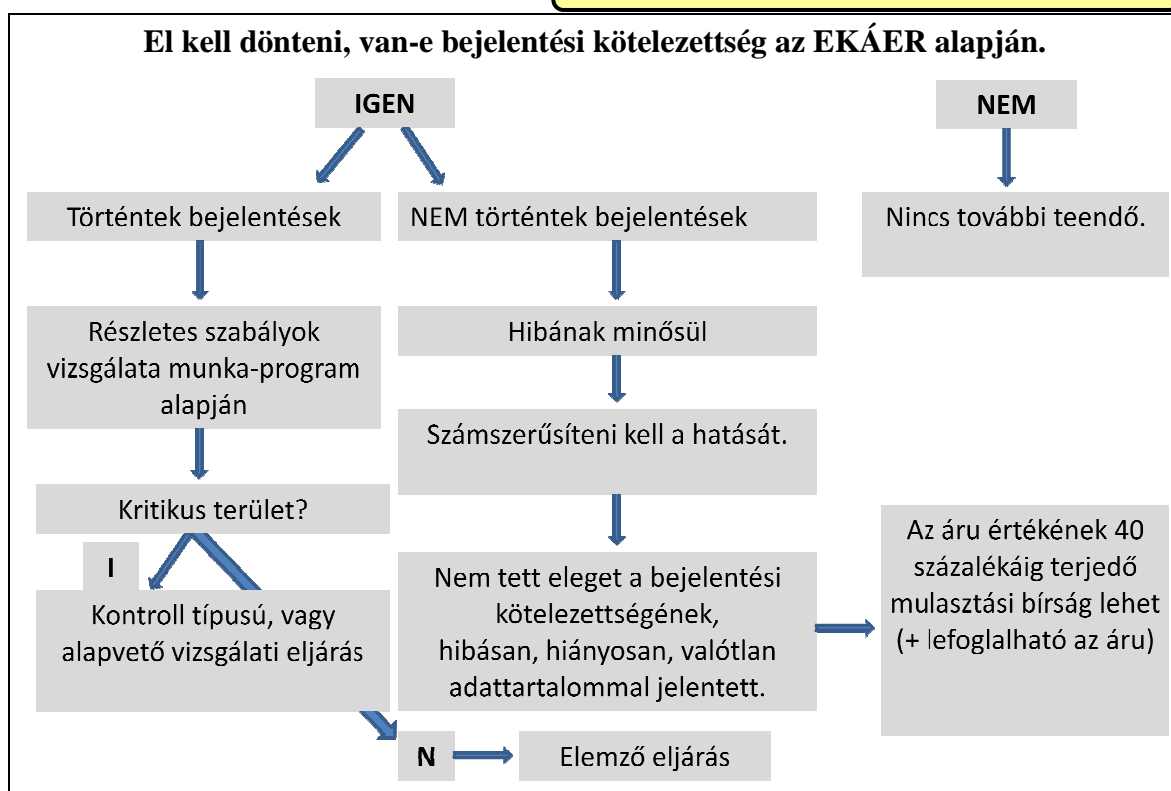 El kell dönteni, van-e bejelentési kötelezettség az EKÁER alapján.
IGEN
NEM
Történtek bejelentések
NEM történtek bejelentések
Nincs további teendő.
Részletes szabályok
vizsgálata munka-program
alapján
Hibának minősül
Számszerűsíteni kell a hatását.
Kritikus terület?
I
Kontroll típusú, vagy
alapvető vizsgálati eljárás
Nem tett eleget a bejelentési
kötelezettségének,
hibásan, hiányosan, valótlan
adattartalommal jelentett.
Az áru értékének 40
százalékáig terjedő
mulasztási bírság lehet
(+ lefoglalható az áru)
N
Elemző eljárás